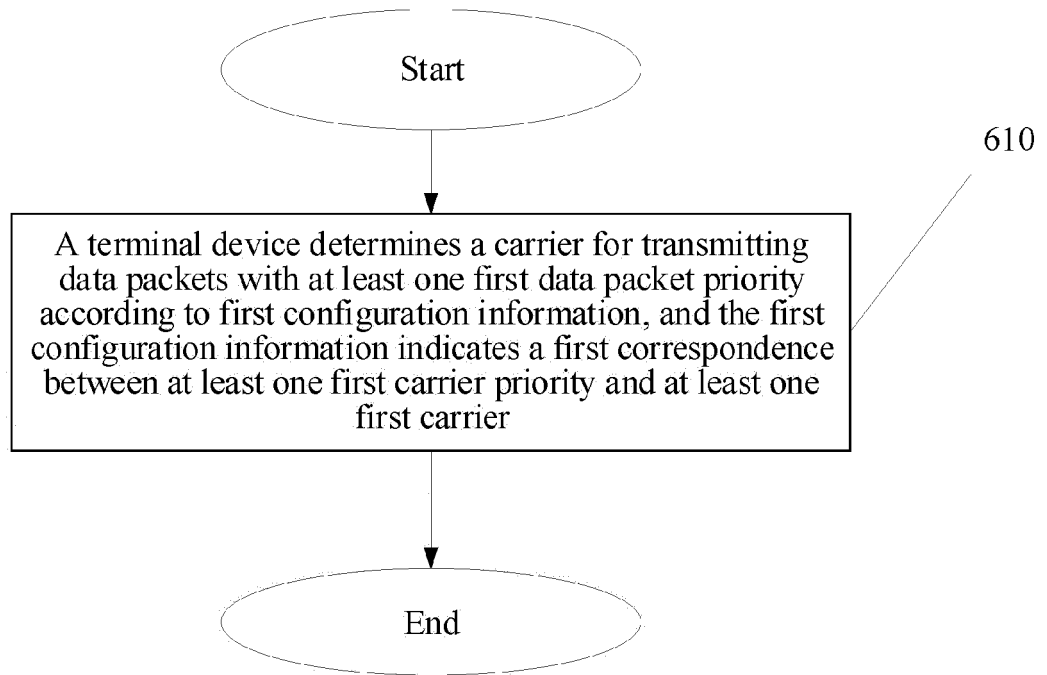 Start
610
A terminal device determines a carrier for transmitting
data packets with at least one first data packet priority
according to first configuration information, and the first
configuration information indicates a first correspondence
between at least one first carrier priority and at least one
first carrier
End